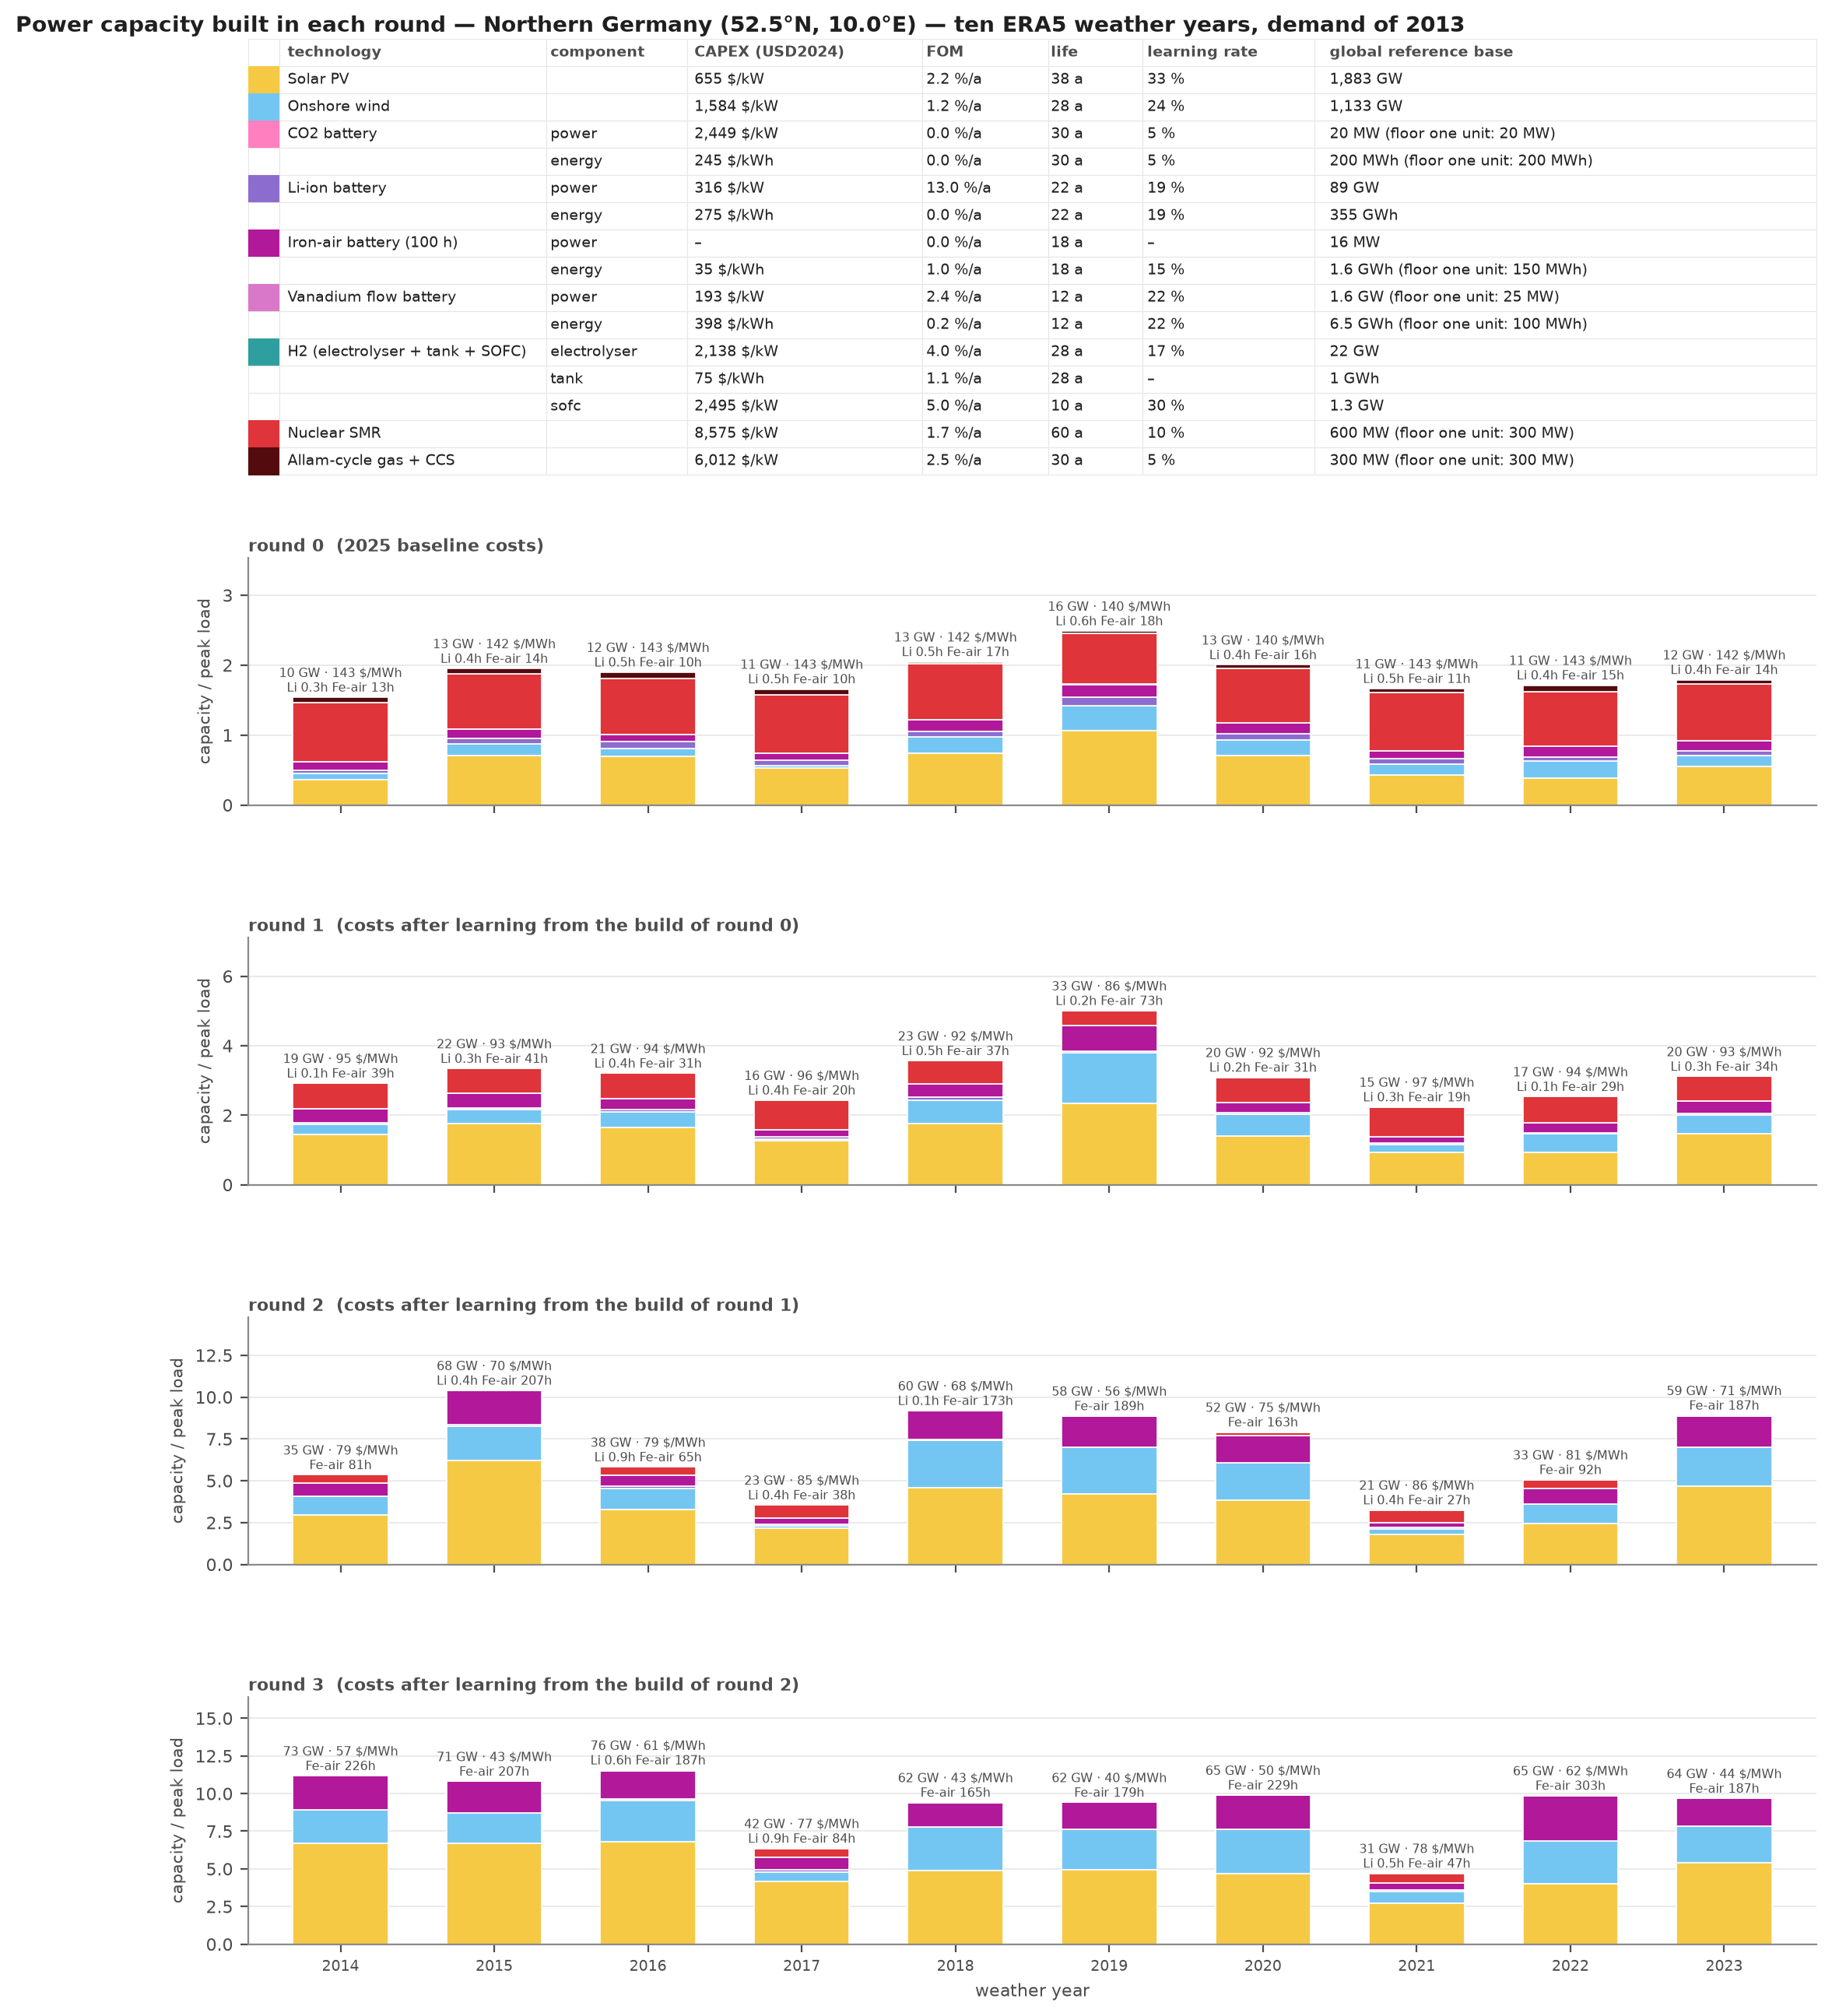 Power capacity built in each round — Northern Germany (52.5°N, 10.0°E) — ten ERA5 weather years, demand of 2013
technology component CAPEX (USD2024) FOM life learning rate global reference base
Solar PV 655 $/kW 2.2 %/a 38 a 33 % 1,883 GW
Onshore wind 1,584 $/kW 1.2 %/a 28 a 24 % 1,133 GW
CO2 battery power 2,449 $/kW 0.0 %/a 30 a 5 % 20 MW (floor one unit: 20 MW)
energy 245 $/kWh 0.0 %/a 30 a 5 % 200 MWh (floor one unit: 200 MWh)
Li-ion battery power 316 $/kW 13.0 %/a 22 a 19 % 89 GW
energy 275 $/kWh 0.0 %/a 22 a 19 % 355 GWh
Iron-air battery (100 h) power – 0.0 %/a 18 a – 16 MW
energy 35 $/kWh 1.0 %/a 18 a 15 % 1.6 GWh (floor one unit: 150 MWh)
Vanadium flow battery power 193 $/kW 2.4 %/a 12 a 22 % 1.6 GW (floor one unit: 25 MW)
energy 398 $/kWh 0.2 %/a 12 a 22 % 6.5 GWh (floor one unit: 100 MWh)
H2 (electrolyser + tank + SOFC) electrolyser 2,138 $/kW 4.0 %/a 28 a 17 % 22 GW
tank 75 $/kWh 1.1 %/a 28 a – 1 GWh
sofc 2,495 $/kW 5.0 %/a 10 a 30 % 1.3 GW
Nuclear SMR 8,575 $/kW 1.7 %/a 60 a 10 % 600 MW (floor one unit: 300 MW)
Allam-cycle gas + CCS 6,012 $/kW 2.5 %/a 30 a 5 % 300 MW (floor one unit: 300 MW)
round 0 (2025 baseline costs)
capacity / peak load
3
2
1
0
10 GW · 143 $/MWh
Li 0.3h Fe-air 13h
13 GW · 142 $/MWh
Li 0.4h Fe-air 14h
12 GW · 143 $/MWh
Li 0.5h Fe-air 10h
11 GW · 143 $/MWh
Li 0.5h Fe-air 10h
13 GW · 142 $/MWh
Li 0.5h Fe-air 17h
16 GW · 140 $/MWh
Li 0.6h Fe-air 18h
13 GW · 140 $/MWh
Li 0.4h Fe-air 16h
11 GW · 143 $/MWh
Li 0.5h Fe-air 11h
11 GW · 143 $/MWh
Li 0.4h Fe-air 15h
12 GW · 142 $/MWh
Li 0.4h Fe-air 14h
round 1 (costs after learning from the build of round 0)
capacity / peak load
6
4
2
0
19 GW · 95 $/MWh
Li 0.1h Fe-air 39h
22 GW · 93 $/MWh
Li 0.3h Fe-air 41h
21 GW · 94 $/MWh
Li 0.4h Fe-air 31h
16 GW · 96 $/MWh
Li 0.4h Fe-air 20h
23 GW · 92 $/MWh
Li 0.5h Fe-air 37h
33 GW · 86 $/MWh
Li 0.2h Fe-air 73h
20 GW · 92 $/MWh
Li 0.2h Fe-air 31h
15 GW · 97 $/MWh
Li 0.3h Fe-air 19h
17 GW · 94 $/MWh
Li 0.1h Fe-air 29h
20 GW · 93 $/MWh
Li 0.3h Fe-air 34h
round 2 (costs after learning from the build of round 1)
capacity / peak load
12.5
10.0
7.5
5.0
2.5
0.0
35 GW · 79 $/MWh
Fe-air 81h
68 GW · 70 $/MWh
Li 0.4h Fe-air 207h
38 GW · 79 $/MWh
Li 0.9h Fe-air 65h
23 GW · 85 $/MWh
Li 0.4h Fe-air 38h
60 GW · 68 $/MWh
Li 0.1h Fe-air 173h
58 GW · 56 $/MWh
Fe-air 189h
52 GW · 75 $/MWh
Fe-air 163h
21 GW · 86 $/MWh
Li 0.4h Fe-air 27h
33 GW · 81 $/MWh
Fe-air 92h
59 GW · 71 $/MWh
Fe-air 187h
round 3 (costs after learning from the build of round 2)
capacity / peak load
15.0
12.5
10.0
7.5
5.0
2.5
0.0
73 GW · 57 $/MWh
Fe-air 226h
71 GW · 43 $/MWh
Fe-air 207h
76 GW · 61 $/MWh
Li 0.6h Fe-air 187h
42 GW · 77 $/MWh
Li 0.9h Fe-air 84h
62 GW · 43 $/MWh
Fe-air 165h
62 GW · 40 $/MWh
Fe-air 179h
65 GW · 50 $/MWh
Fe-air 229h
31 GW · 78 $/MWh
Li 0.5h Fe-air 47h
65 GW · 62 $/MWh
Fe-air 303h
64 GW · 44 $/MWh
Fe-air 187h
2014 2015 2016 2017 2018 2019 2020 2021 2022 2023
weather year